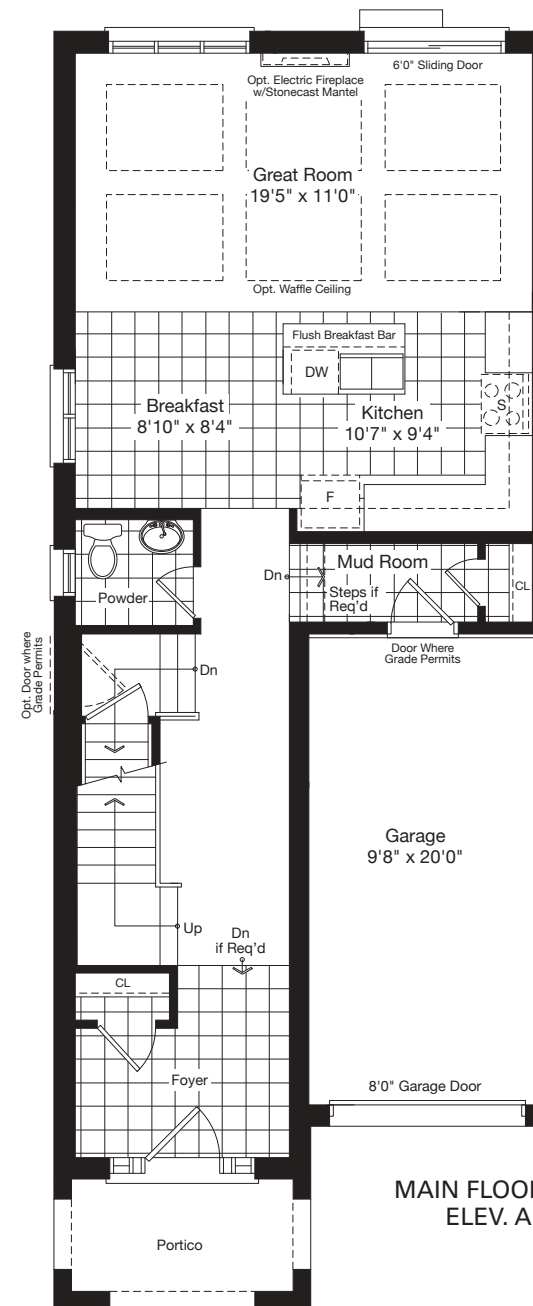 6'0" Sliding Door
Opt. Electric Fireplace
w/Stonecast Mantel
Great Room
19'5" x 11'0"
Opt. Waffle Ceiling
Flush Breakfast Bar
DW
Breakfast
8'10" x 8'4"
Kitchen
10'7" x 9'4"
S
F
Powder
Dn
Mud Room
Steps if
Req'd
CL
Door Where
Grade Permits
Opt. Door where
Grade Permits
Dn
Garage
9'8" x 20'0"
Up
Dn
if Req'd
CL
Foyer
8'0" Garage Door
MAIN FLOOR
ELEV. A
Portico